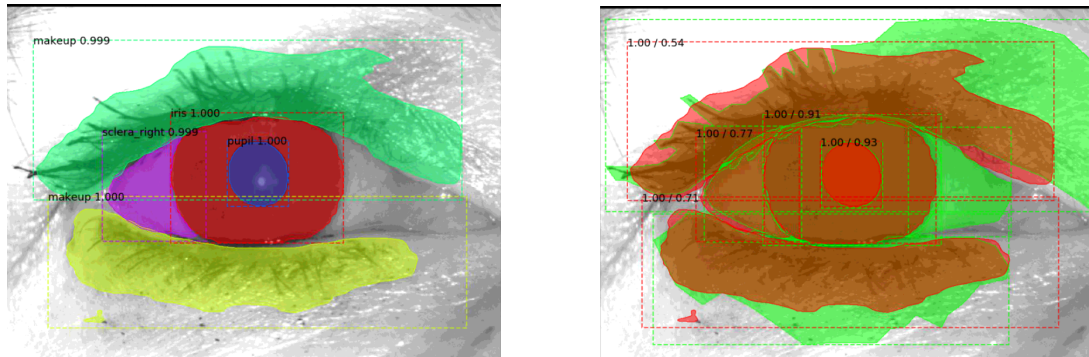 makeup 0.999
iris 1.000
sclera_right 0.999
pupil 1.000
makeup 1.000
1.00 / 0.54
1.00 / 0.91
1.00 / 0.77
1.00 / 0.93
1.00 / 0.71